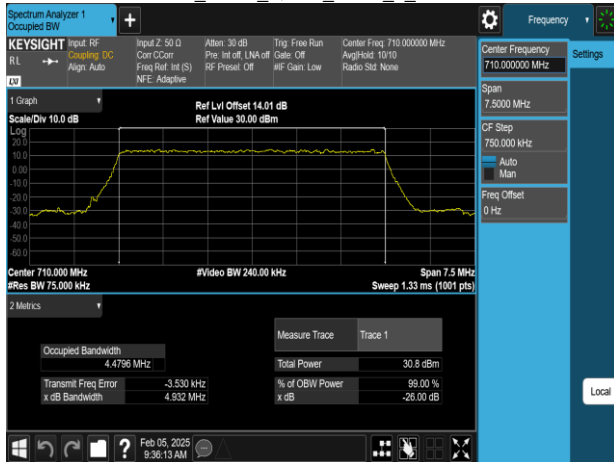 Spectrum Analyzer 1
Occupied BW
Frequency
KEYSIGHT
Input: RF
Coupling: DC
Align: Auto
RL
LXI
Input Z: 50 Ω
Corr CCorr
Freq Ref: Int (S)
NFE: Adaptive
Atten: 30 dB
Pre: Int off, LNA off
RF Preset: Off
Trig: Free Run
Gate: Off
#IF Gain: Low
Center Freq: 710.000000 MHz
Avg|Hold: 10/10
Radio Std: None
Center Frequency
710.000000 MHz
Settings
Span
7.5000 MHz
CF Step
750.000 kHz
Auto
Man
Freq Offset
0 Hz
Local
1 Graph
Scale/Div 10.0 dB
Ref Lvl Offset 14.01 dB
Ref Value 30.00 dBm
Log
20.0
10.0
0.00
-10.0
-20.0
-30.0
-40.0
-50.0
-60.0
Center 710.000 MHz
#Video BW 240.00 kHz
Span 7.5 MHz
#Res BW 75.000 kHz
Sweep 1.33 ms (1001 pts)
2 Metrics
Measure Trace
Trace 1
Occupied Bandwidth
4.4796 MHz
Total Power
30.8 dBm
Transmit Freq Error
-3.530 kHz
% of OBW Power
99.00 %
x dB Bandwidth
4.932 MHz
x dB
-26.00 dB
?
Feb 05, 2025
9:36:13 AM